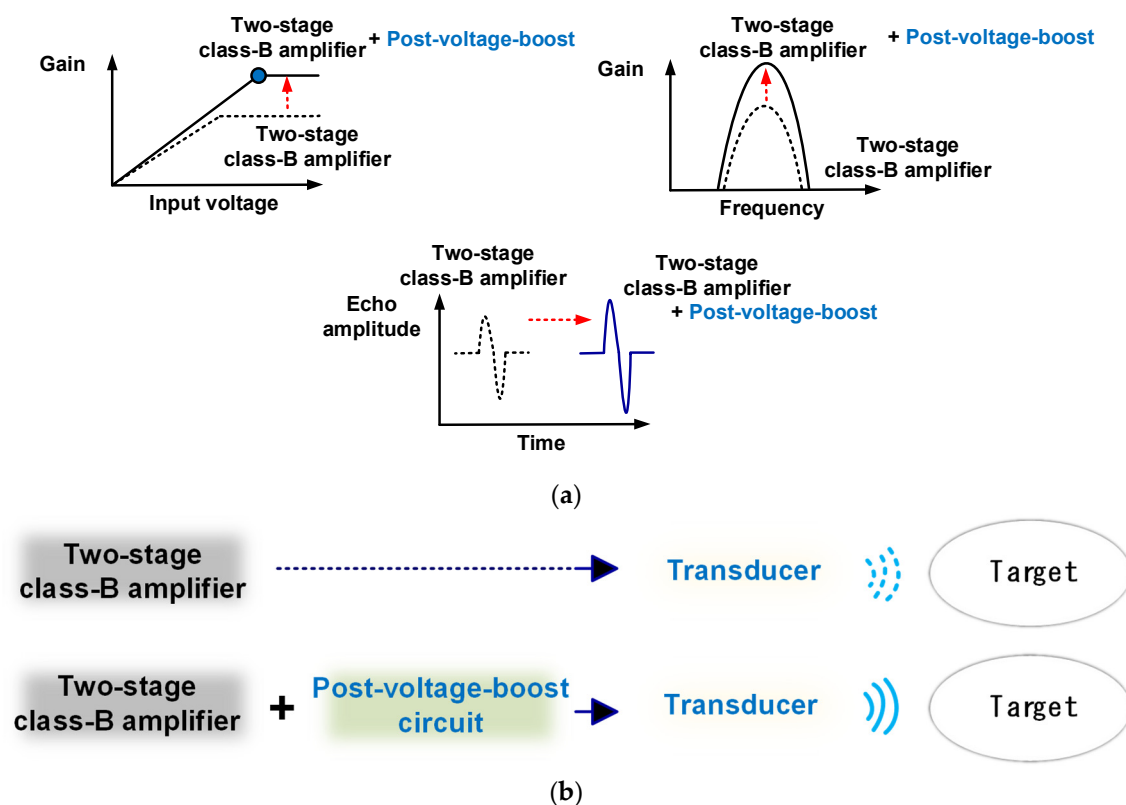 Two-stage
class-B amplifier + Post-voltage-boost
Gain
Two-stage
class-B amplifier
Input voltage
Two-stage
class-B amplifier + Post-voltage-boost
Gain
Two-stage
class-B amplifier
Frequency
Two-stage
class-B amplifier
Two-stage
class-B amplifier
+ Post-voltage-boost
Echo
amplitude
Time
(a)
Two-stage
class-B amplifier
Transducer
Target
Two-stage
class-B amplifier
+
Post-voltage-boost
circuit
Transducer
Target
(b)